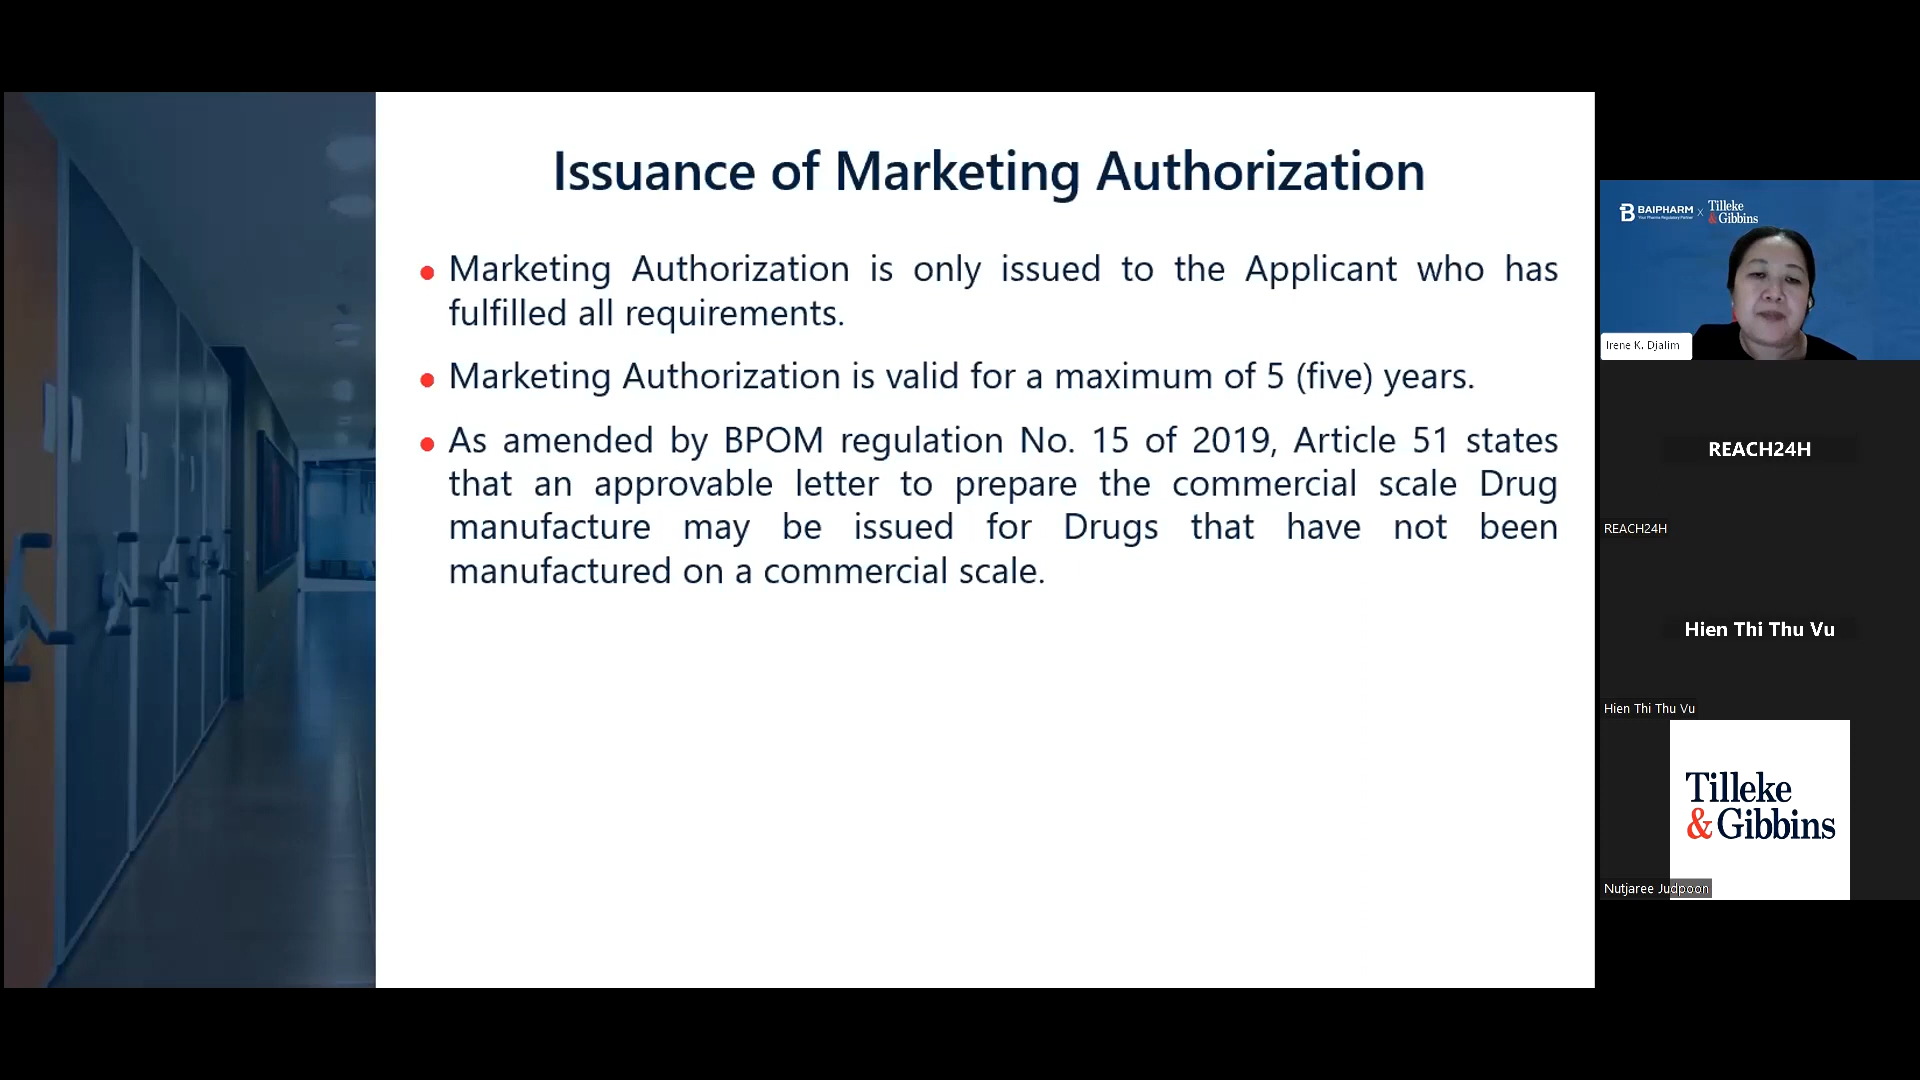 Issuance of Marketing Authorization
Marketing Authorization is only issued to the Applicant who has
fulfilled all requirements.
Marketing Authorization is valid for a maximum of 5 (five) years.
As amended by BPOM regulation No. 15 of 2019, Article 51 states
that an approvable letter to prepare the commercial scale Drug
manufacture may be issued for Drugs that have not been
manufactured on a commercial scale.
BAIPHARM x Tilleke
Your Pharma Regulatory Partner
& Gibbins
Irene K. Djalim
REACH24H
REACH24H
Hien Thi Thu Vu
Hien Thi Thu Vu
Tilleke
& Gibbins
Nutjaree Judpoon